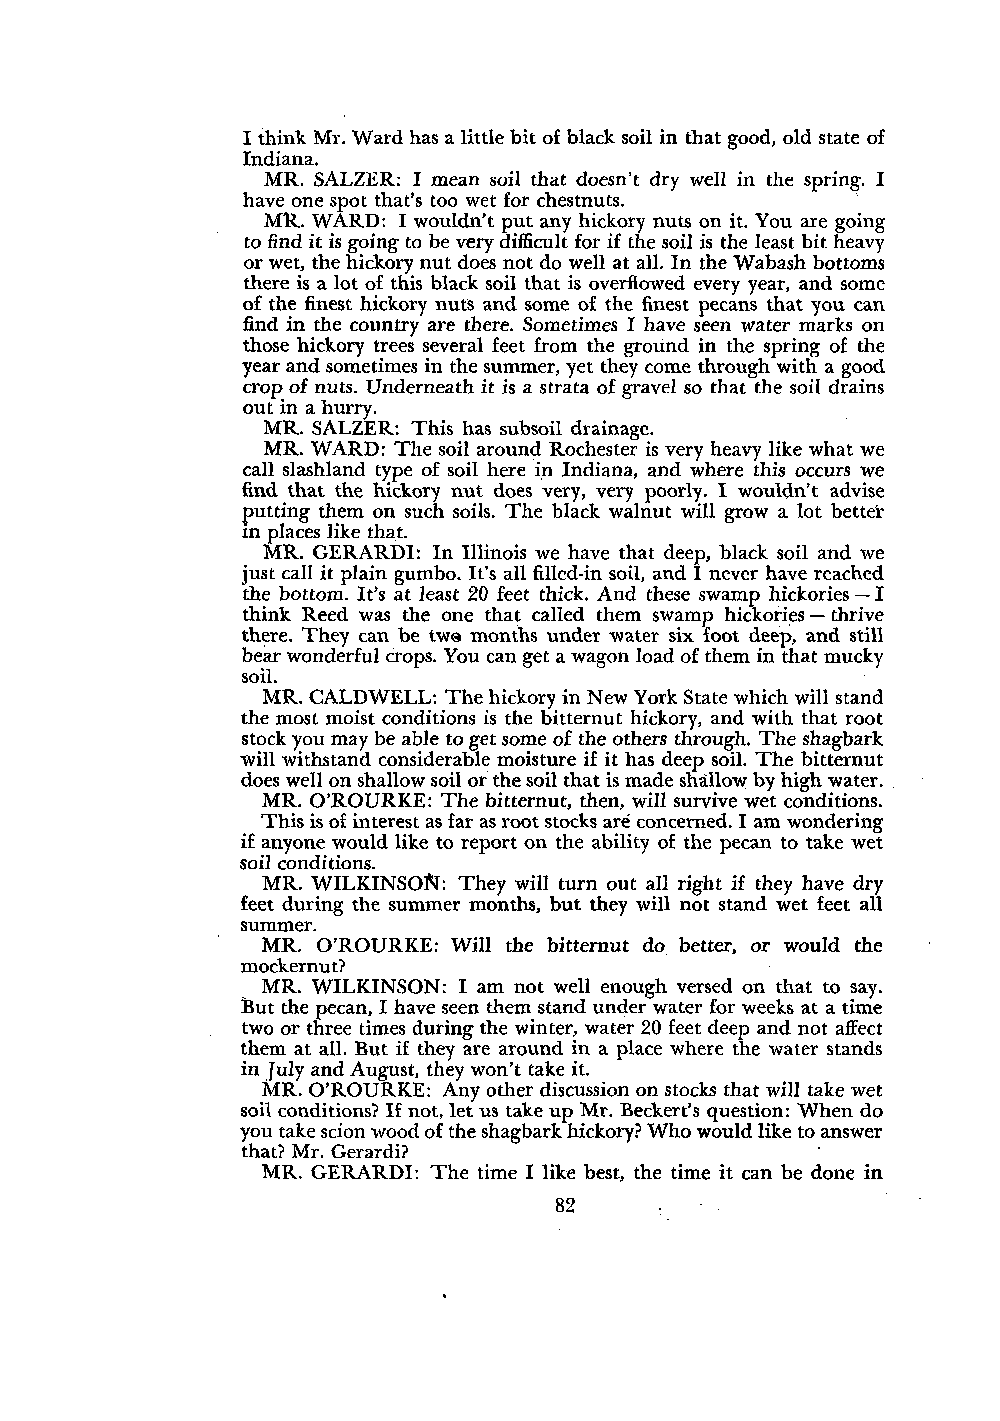 I think Mr. Ward has a little bit of black soil in that good, old state of
Indiana.
MR. SALZER: I mean soil that doesn't dry well in the spring. I
have one spot that's too wet for chestnuts.
MR. WARD: I wouldn't put any hickory nuts on it. You are going
to find it is going to be very difficult for if the soil is the least bit heavy
or wet, the hickory nut does not do well at all. In the Wabash bottoms
there is a lot of this black soil that is overflowed every year, and some
of the finest hickory nuts and some of the finest pecans that you can
find in the country are there. Sometimes I have seen water marks on
those hickory trees several feet from the ground in the spring of the
year and sometimes in the summer, yet they come through with a good
crop of nuts. Underneath it is a strata of gravel so that the soil drains
out in a hurry.
MR. SALZER: This has subsoil drainage.
MR. WARD: The soil around Rochester is very heavy like what we
call slashland type of soil here in Indiana, and where this occurs we
find that the hickory nut does very, very poorly. I wouldn't advise
putting them on such soils. The black walnut will grow a lot better
in places like that.
MR. GERARDI: In Illinois we have that deep, black soil and we
just call it plain gumbo. It's all filled-in soil, and I never have reached
the bottom. It's at least 20 feet thick. And these swamp hickories — I
think Reed was the one that called them swamp hickories — thrive
there. They can be two months under water six foot deep, and still
bear wonderful crops. You can get a wagon load of them in that mucky
soil.
MR. CALDWELL: The hickory in New York State which will stand
the most moist conditions is the bitternut hickory, and with that root
stock you may be able to get some of the others through. The shagbark
will withstand considerable moisture if it has deep soil. The bitternut
does well on shallow soil or the soil that is made shallow by high water.
MR. O'ROURKE: The bitternut, then, will survive wet conditions.
This is of interest as far as root stocks are concerned. I am wondering
if anyone would like to report on the ability of the pecan to take wet
soil conditions.
MR. WILKINSON: They will turn out all right if they have dry
feet during the summer months, but they will not stand wet feet all
summer.
MR. O'ROURKE: Will the bitternut do better, or would the
mockernut?
MR. WILKINSON: I am not well enough versed on that to say.
But the pecan, I have seen them stand under water for weeks at a time
two or three times during the winter, water 20 feet deep and not affect
them at all. But if they are around in a place where the water stands
in July and August, they won't take it.
MR. O'ROURKE: Any other discussion on stocks that will take wet
soil conditions? If not, let us take up Mr. Beckert's question: When do
you take scion wood of the shagbark hickory? Who would like to answer
that? Mr. Gerardi?
MR. GERARDI: The time I like best, the time it can be done in
82